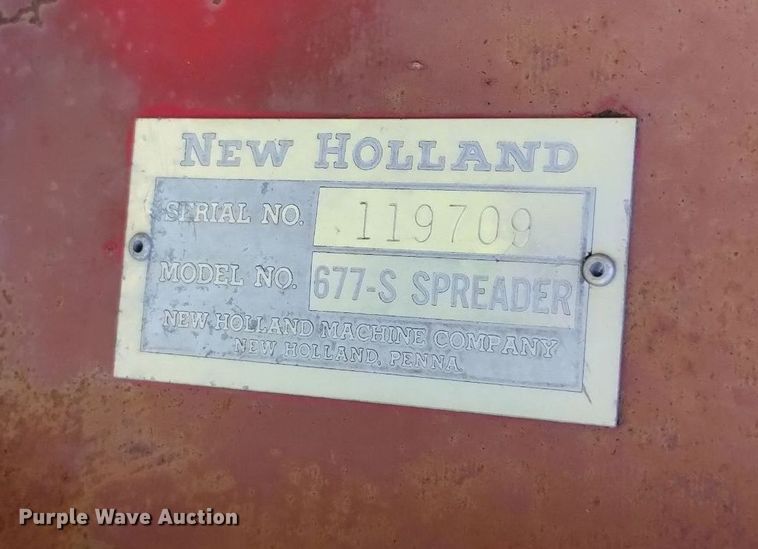 NEW HOLLAND
SERIAL NO. 119709
MODEL NO. 677-S SPREADER
NEW HOLLAND MACHINE COMPANY
NEW HOLLAND, PENNA.
Purple Wave Auction